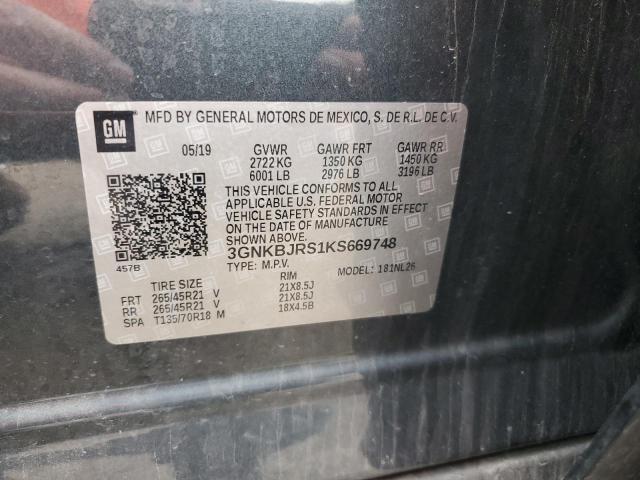 GM MFD BY GENERAL MOTORS DE MEXICO, S. DE R.L. DE C.V.
05/19 GVWR GAWR FRT GAWR RR
2722 KG 1350 KG 1450 KG
6001 LB 2976 LB 3196 LB
THIS VEHICLE CONFORMS TO ALL
APPLICABLE U.S. FEDERAL MOTOR
VEHICLE SAFETY STANDARDS IN EFFECT
ON THE DATE OF MANUFACTURE
SHOWN ABOVE.
3GNKBJRS1KS669748
457B
TYPE: M.P.V. MODEL: 181NL26
TIRE SIZE RIM
FRT 265/45R21 V 21X8.5J
RR 265/45R21 V 21X8.5J
SPA T135/70R18 M 18X4.5B